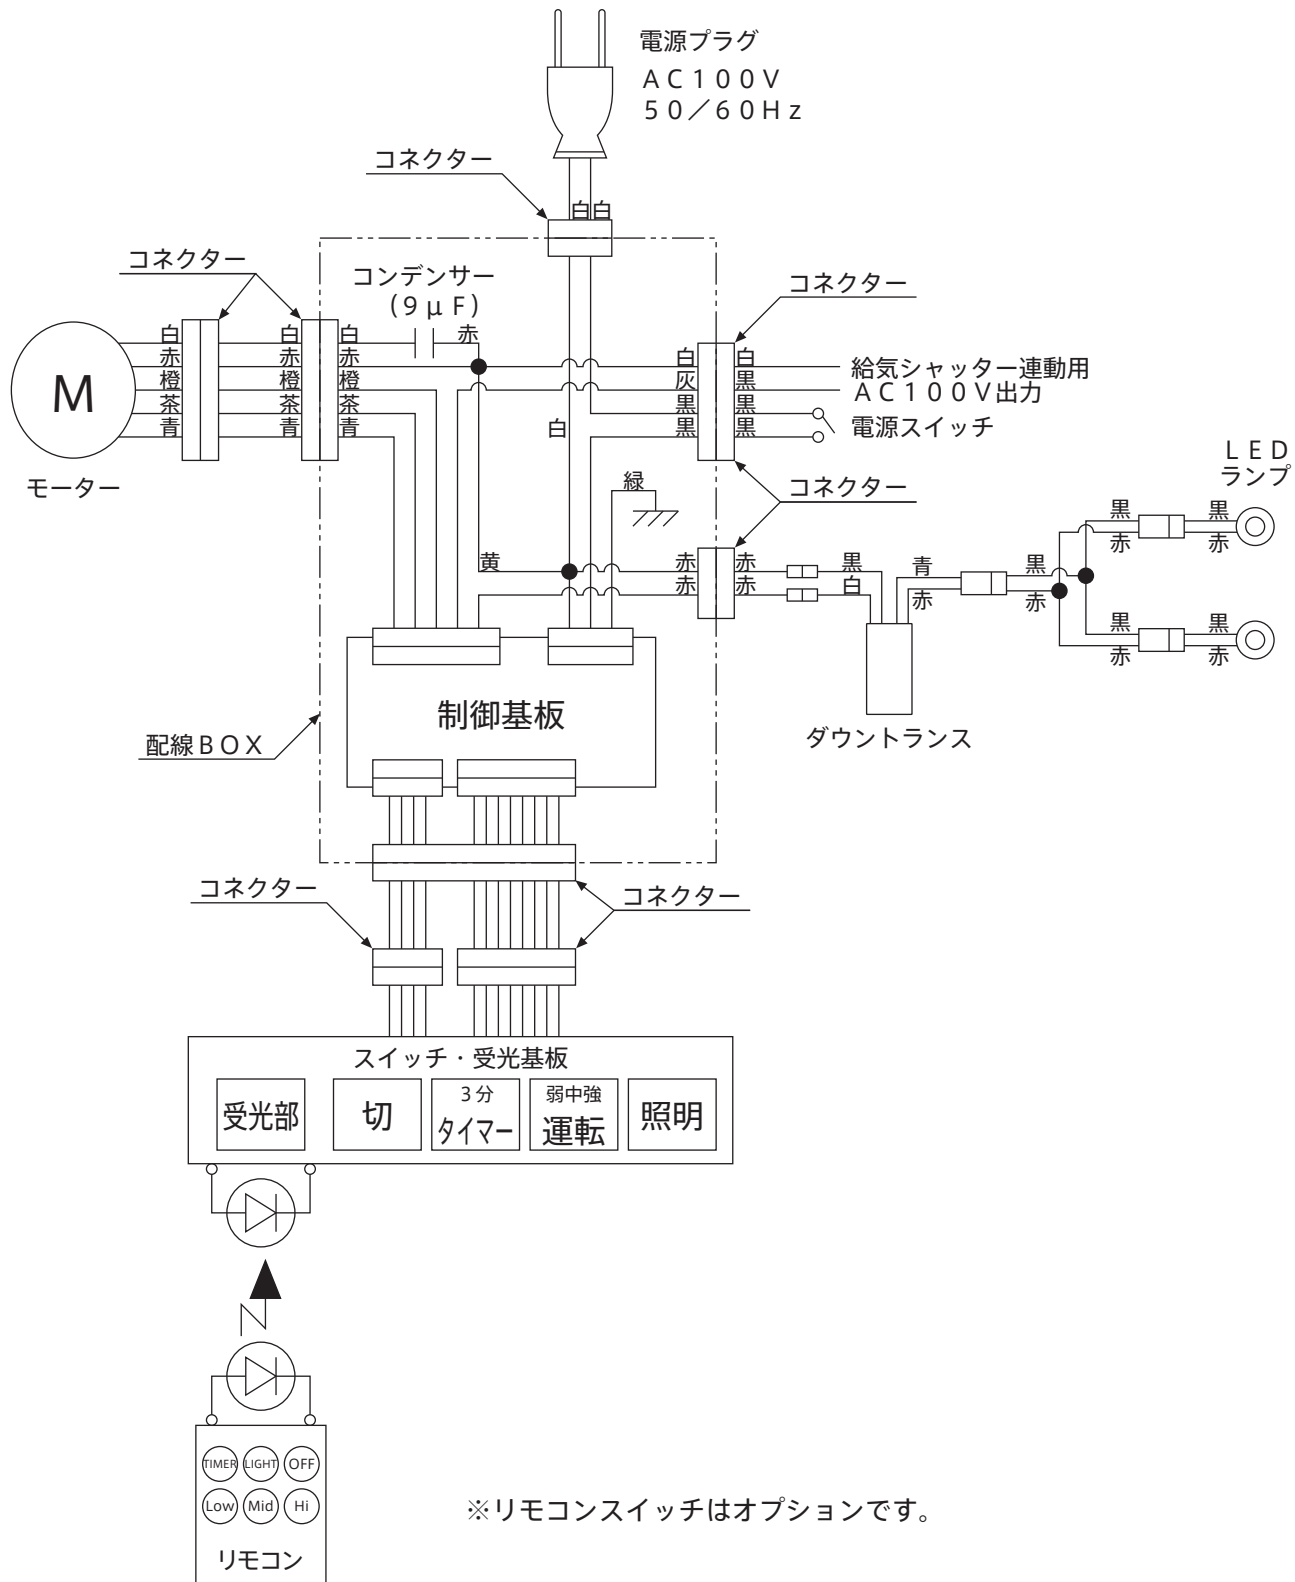 電源プラグ
ＡＣ１００Ｖ
５０／６０Ｈｚ
コネクター
白白
コネクター
コンデンサー
(９μＦ)
コネクター
白 白 白 赤
赤 赤 赤
橙 橙 橙
茶 茶 茶
青 青 青
M
モーター
白 白
灰 黒
黒 黒
黒 黒
給気シャッター連動用
ＡＣ１００Ｖ出力
電源スイッチ
白
コネクター
緑
黄
赤 赤 黒
赤 赤 白
青
赤
黒
赤
ＬＥＤ
ランプ
黒 黒
赤 赤
黒 黒
赤 赤
ダウントランス
制御基板
配線ＢＯＸ
コネクター
コネクター
スイッチ・受光基板
受光部
切
３分
タイマー
弱中強
運転
照明
TIMER LIGHT OFF
Low Mid Hi
リモコン
※リモコンスイッチはオプションです。